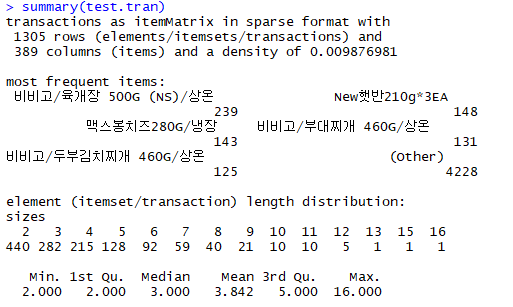 > summary(test.tran)
transactions as itemMatrix in sparse format with
1305 rows (elements/itemsets/transactions) and
389 columns (items) and a density of 0.009876981
most frequent items:
비비고/육개장 500G (NS)/상온 New햇반210g*3EA
239 148
맥스봉치즈280G/냉장 비비고/부대찌개 460G/상온
143 131
비비고/두부김치찌개 460G/상온 (Other)
125 4228
element (itemset/transaction) length distribution:
sizes
2 3 4 5 6 7 8 9 10 11 12 13 15 16
440 282 215 128 92 59 40 21 10 10 5 1 1 1
Min. 1st Qu. Median Mean 3rd Qu. Max.
2.000 2.000 3.000 3.842 5.000 16.000